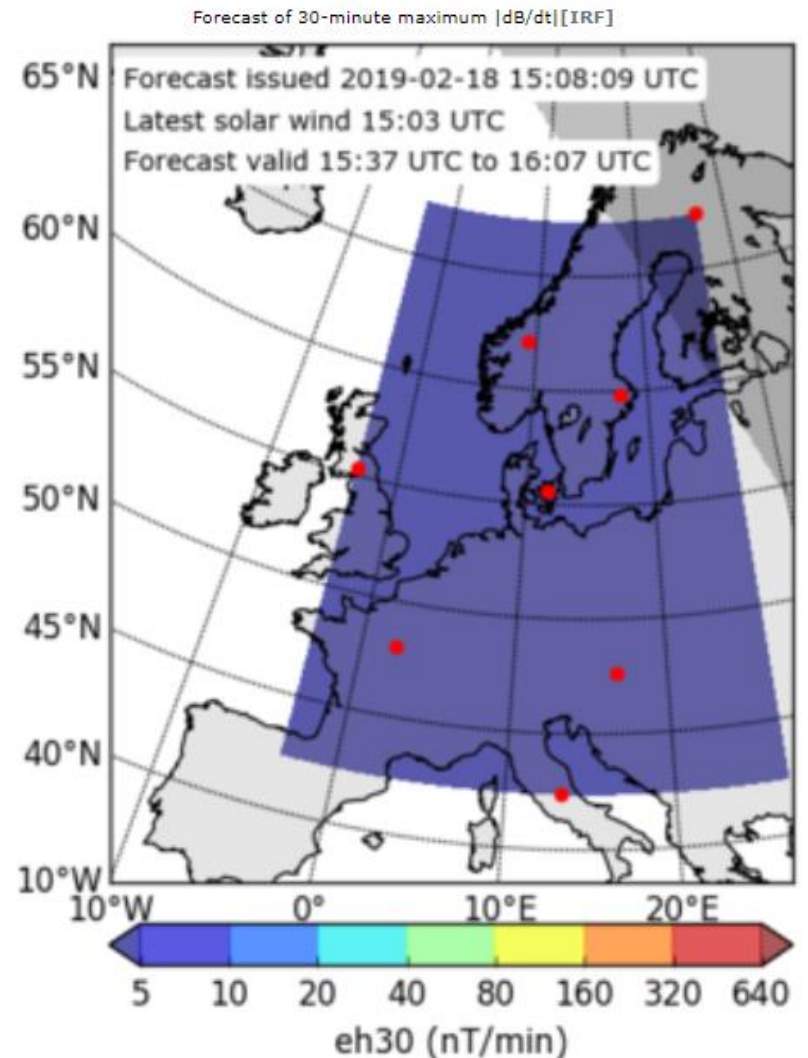 Forecast of 30-minute maximum |dB/dt|[IRF]
Forecast issued 2019-02-18 15:08:09 UTC
Latest solar wind 15:03 UTC
Forecast valid 15:37 UTC to 16:07 UTC
65°N
60°N
55°N
50°N
45°N
40°N
10°W
10°W 0° 10°E 20°E
5 10 20 40 80 160 320 640
eh30 (nT/min)